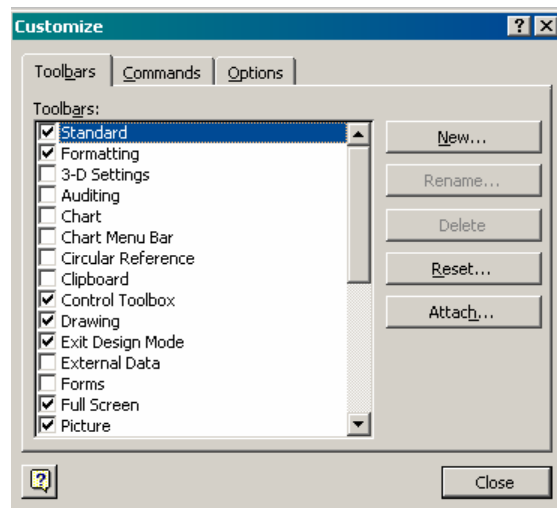 Customize
Toolbars Commands Options
Toolbars:
Standard
Formatting
3-D Settings
Auditing
Chart
Chart Menu Bar
Circular Reference
Clipboard
Control Toolbox
Drawing
Exit Design Mode
External Data
Forms
Full Screen
Picture
New...
Rename...
Delete
Reset...
Attach...
Close